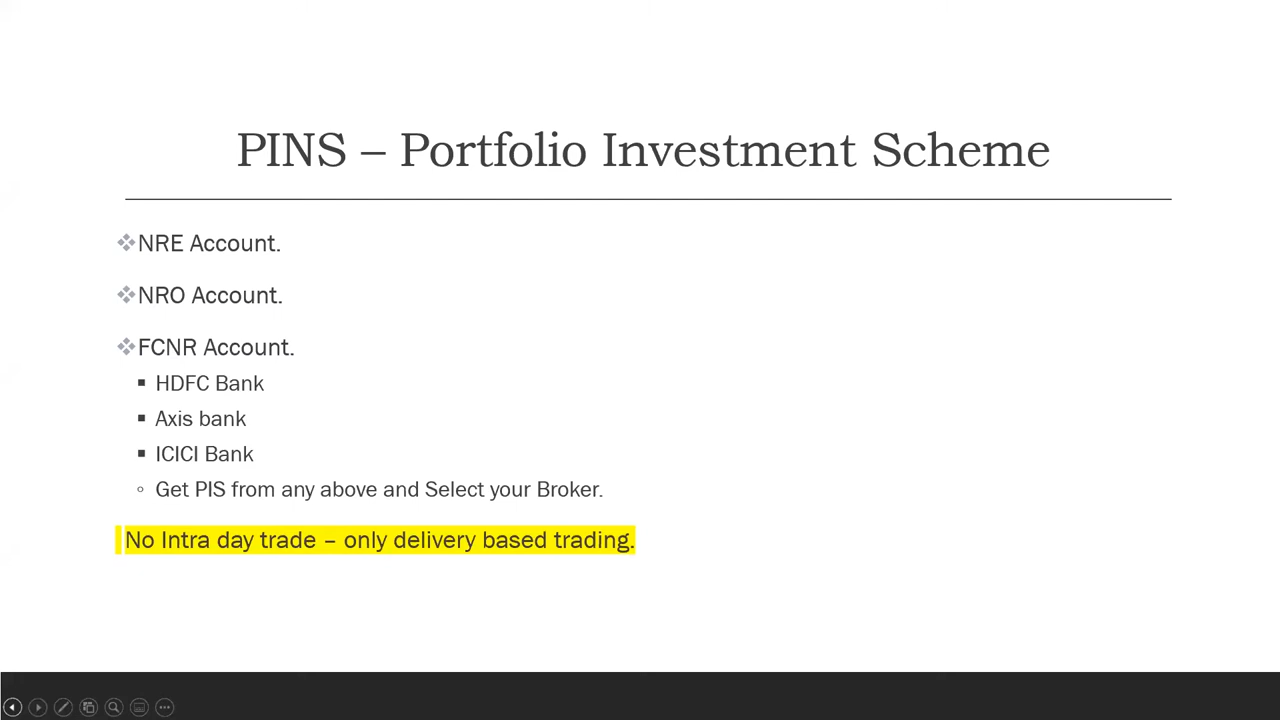 PINS – Portfolio Investment Scheme
NRE Account.
NRO Account.
FCNR Account.
HDFC Bank
Axis bank
ICICI Bank
Get PIS from any above and Select your Broker.
No Intra day trade – only delivery based trading.